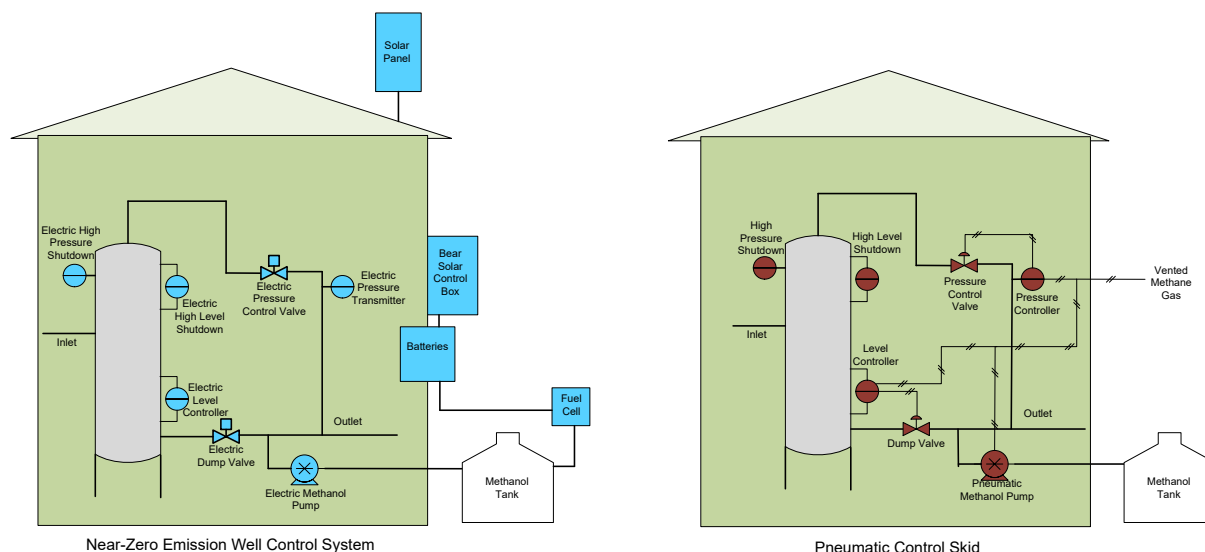 Solar
Panel
Electric High
Pressure
Shutdown
Electric
High Level
Shutdown
Electric
Pressure
Control Valve
Electric
Pressure
Transmitter
Bear
Solar
Control
Box
Inlet
Batteries
Electric
Level
Controller
Fuel
Cell
Outlet
Electric
Dump Valve
Electric Methanol
Pump
Methanol
Tank
Near-Zero Emission Well Control System
High
Pressure
Shutdown
High Level
Shutdown
Pressure
Control
Valve
Pressure
Controller
Vented
Methane
Gas
Inlet
Level
Controller
Outlet
Dump Valve
Pneumatic
Methanol Pump
Methanol
Tank
Pneumatic Control Skid